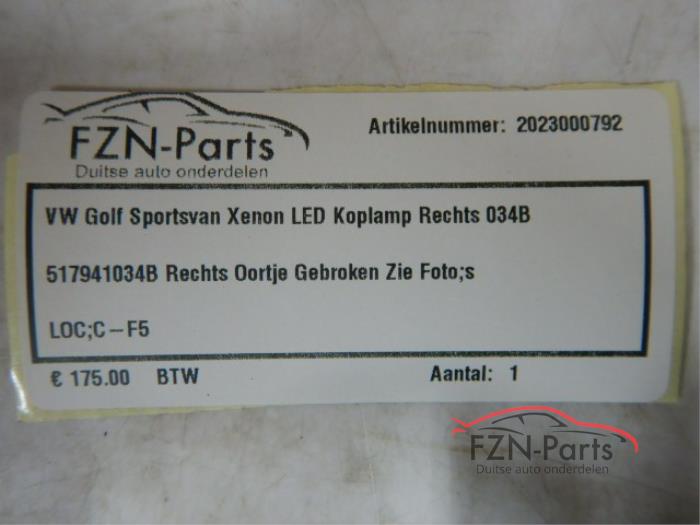 FZN-Parts
Duitse auto onderdelen
Artikelnummer: 2023000792
VW Golf Sportsvan Xenon LED Koplamp Rechts 034B
517941034B Rechts Oortje Gebroken Zie Foto;s
LOC;C-F5
€ 175.00 BTW Aantal: 1
FZN-Parts
Duitse auto onderdelen